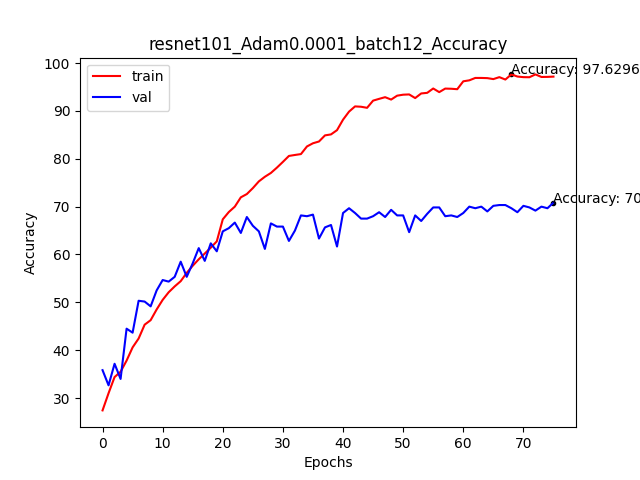 resnet101_Adam0.0001_batch12_Accuracy
train
val
Accuracy: 97.6296
Accuracy: 70
Accuracy
100
90
80
70
60
50
40
30
0 10 20 30 40 50 60 70
Epochs